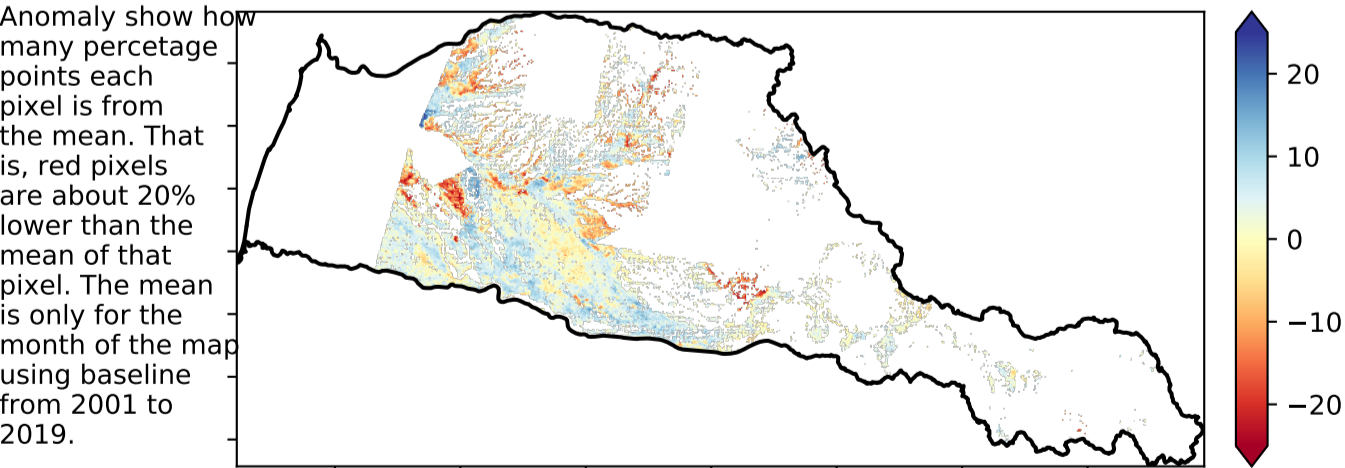 Anomaly show how
many percetage
points each
pixel is from
the mean. That
is, red pixels
are about 20%
lower than the
mean of that
pixel. The mean
is only for the
month of the map
using baseline
from 2001 to
2019.
20
10
0
−10
−20